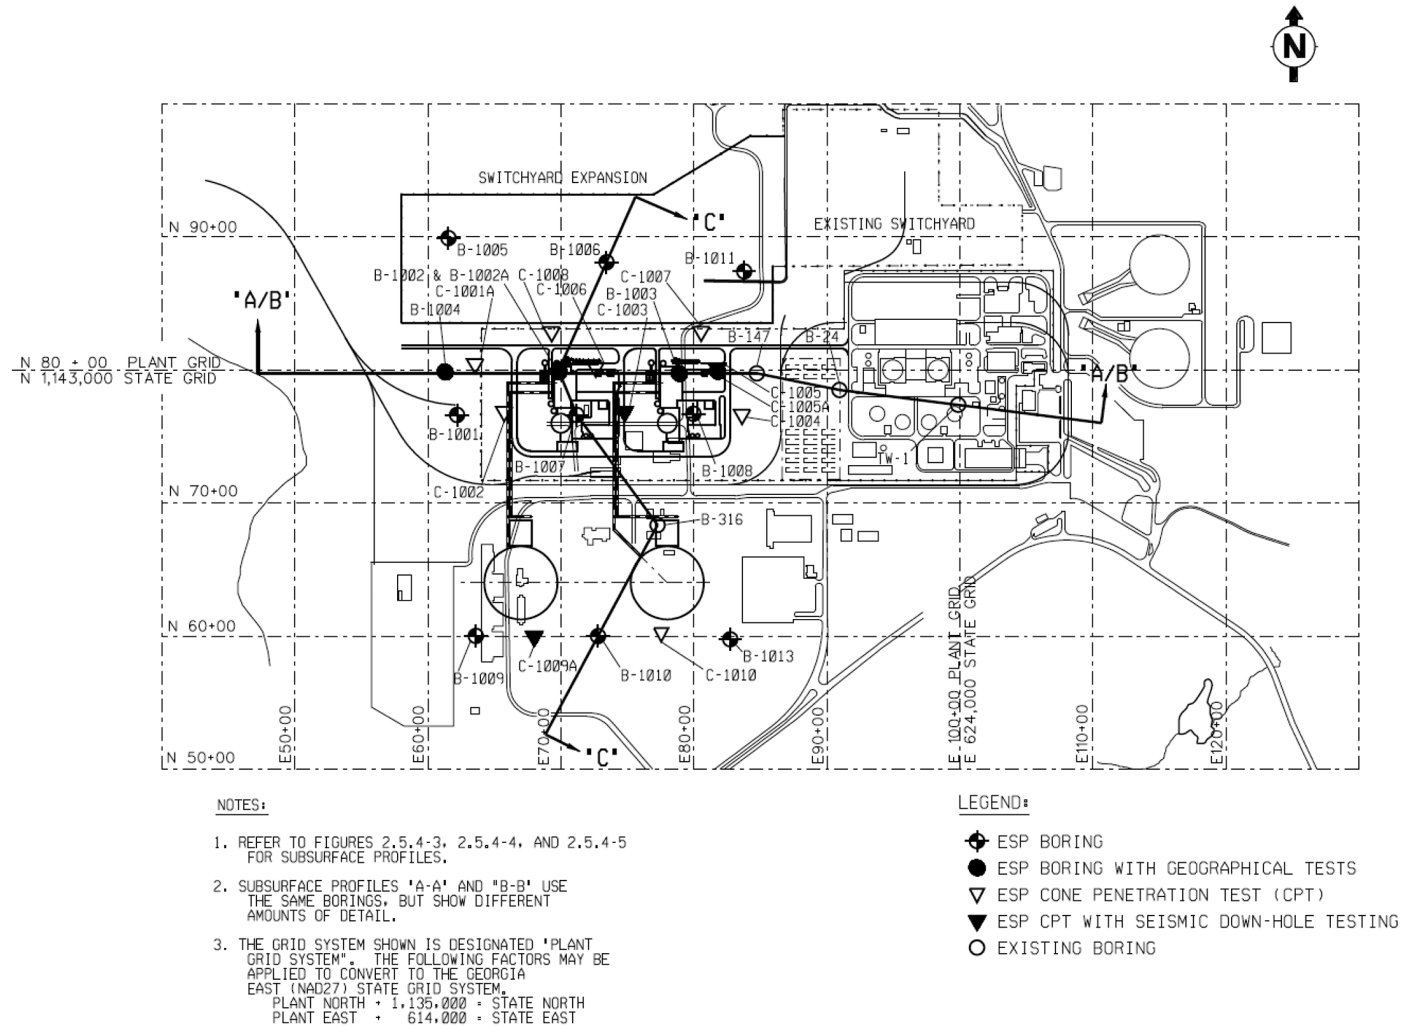 N
SWITCHYARD EXPANSION
"C"
EXISTING SWITCHYARD
N 90+00
B-1005
B-1006
B-1011
B-1002 & B-1002A
C-1008
C-1007
C-1001A
C-1006
B-1003
"A/B"
B-1004
C-1003
B-147
B-24
N 80 + 00 PLANT GRID
N 1,143,000 STATE GRID
"A/B"
C-1005
C-1005A
C-1004
B-1001
TW-1
B-1007
B-1008
N 70+00
C-1002
B-316
N 60+00
C-1009A
B-1013
B-1009
B-1010
C-1010
N 50+00
E50+00
E60+00
E70+00
"C"
E80+00
E90+00
E 100+00 PLANT GRID
E 624,000 STATE GRID
E110+00
E120+00
NOTES:
1. REFER TO FIGURES 2.5.4-3, 2.5.4-4, AND 2.5.4-5
FOR SUBSURFACE PROFILES.
2. SUBSURFACE PROFILES "A-A" AND "B-B" USE
THE SAME BORINGS, BUT SHOW DIFFERENT
AMOUNTS OF DETAIL.
3. THE GRID SYSTEM SHOWN IS DESIGNATED "PLANT
GRID SYSTEM". THE FOLLOWING FACTORS MAY BE
APPLIED TO CONVERT TO THE GEORGIA
EAST (NAD27) STATE GRID SYSTEM.
PLANT NORTH + 1,135,000 = STATE NORTH
PLANT EAST + 614,000 = STATE EAST
LEGEND:
ESP BORING
ESP BORING WITH GEOGRAPHICAL TESTS
ESP CONE PENETRATION TEST (CPT)
ESP CPT WITH SEISMIC DOWN-HOLE TESTING
EXISTING BORING